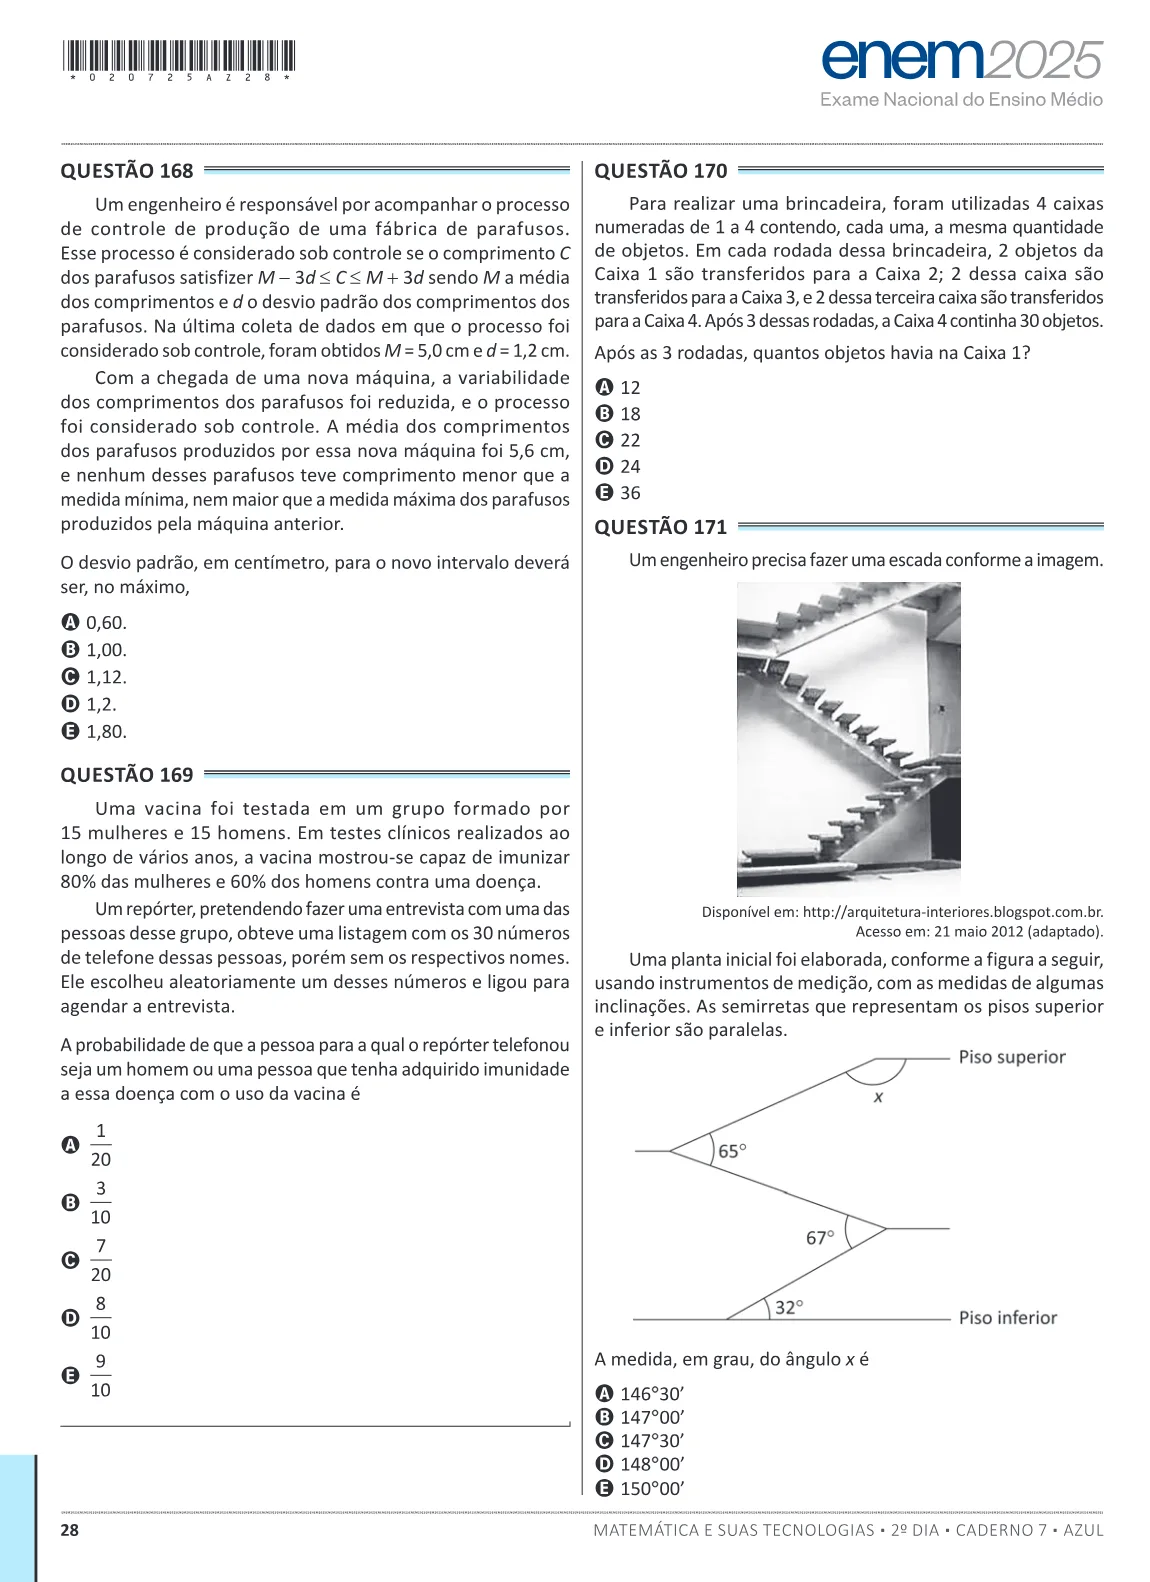 *020725AZ28*
enem2025
Exame Nacional do Ensino Médio
QUESTÃO 168
Um engenheiro é responsável por acompanhar o processo
de controle de produção de uma fábrica de parafusos.
Esse processo é considerado sob controle se o comprimento C
dos parafusos satisfizer M – 3d ≤ C ≤ M + 3d sendo M a média
dos comprimentos e d o desvio padrão dos comprimentos dos
parafusos. Na última coleta de dados em que o processo foi
considerado sob controle, foram obtidos M = 5,0 cm e d = 1,2 cm.
Com a chegada de uma nova máquina, a variabilidade
dos comprimentos dos parafusos foi reduzida, e o processo
foi considerado sob controle. A média dos comprimentos
dos parafusos produzidos por essa nova máquina foi 5,6 cm,
e nenhum desses parafusos teve comprimento menor que a
medida mínima, nem maior que a medida máxima dos parafusos
produzidos pela máquina anterior.
O desvio padrão, em centímetro, para o novo intervalo deverá
ser, no máximo,
A 0,60.
B 1,00.
C 1,12.
D 1,2.
E 1,80.
QUESTÃO 169
Uma vacina foi testada em um grupo formado por
15 mulheres e 15 homens. Em testes clínicos realizados ao
longo de vários anos, a vacina mostrou-se capaz de imunizar
80% das mulheres e 60% dos homens contra uma doença.
Um repórter, pretendendo fazer uma entrevista com uma das
pessoas desse grupo, obteve uma listagem com os 30 números
de telefone dessas pessoas, porém sem os respectivos nomes.
Ele escolheu aleatoriamente um desses números e ligou para
agendar a entrevista.
A probabilidade de que a pessoa para a qual o repórter telefonou
seja um homem ou uma pessoa que tenha adquirido imunidade
a essa doença com o uso da vacina é
A 1/20
B 3/10
C 7/20
D 8/10
E 9/10
QUESTÃO 170
Para realizar uma brincadeira, foram utilizadas 4 caixas
numeradas de 1 a 4 contendo, cada uma, a mesma quantidade
de objetos. Em cada rodada dessa brincadeira, 2 objetos da
Caixa 1 são transferidos para a Caixa 2; 2 dessa caixa são
transferidos para a Caixa 3, e 2 dessa terceira caixa são transferidos
para a Caixa 4. Após 3 dessas rodadas, a Caixa 4 continha 30 objetos.
Após as 3 rodadas, quantos objetos havia na Caixa 1?
A 12
B 18
C 22
D 24
E 36
QUESTÃO 171
Um engenheiro precisa fazer uma escada conforme a imagem.
Disponível em: http://arquitetura-interiores.blogspot.com.br.
Acesso em: 21 maio 2012 (adaptado).
Uma planta inicial foi elaborada, conforme a figura a seguir,
usando instrumentos de medição, com as medidas de algumas
inclinações. As semirretas que representam os pisos superior
e inferior são paralelas.
Piso superior
x
65°
67°
32°
Piso inferior
A medida, em grau, do ângulo x é
A 146°30’
B 147°00’
C 147°30’
D 148°00’
E 150°00’
28
MATEMÁTICA E SUAS TECNOLOGIAS • 2º DIA • CADERNO 7 • AZUL